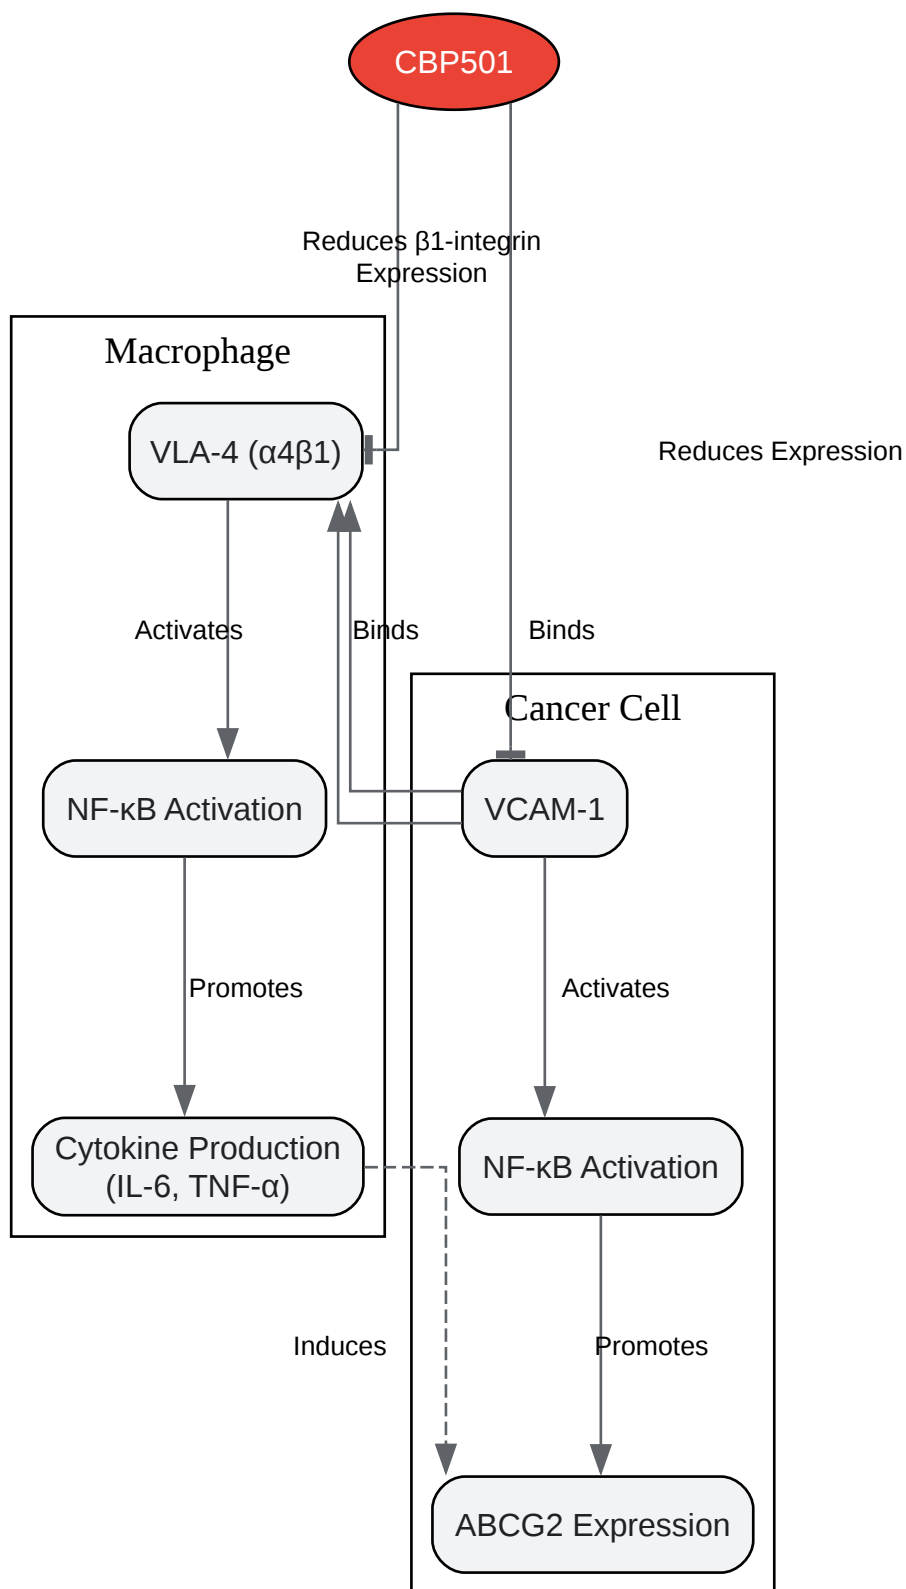 CBP501
Reduces β1-integrin
Expression
Macrophage
VLA-4 (α4β1)
Reduces Expression
Activates
Binds
Binds
Cancer Cell
NF-κB Activation
VCAM-1
Promotes
Activates
Cytokine Production
(IL-6, TNF-α)
NF-κB Activation
Induces
Promotes
ABCG2 Expression